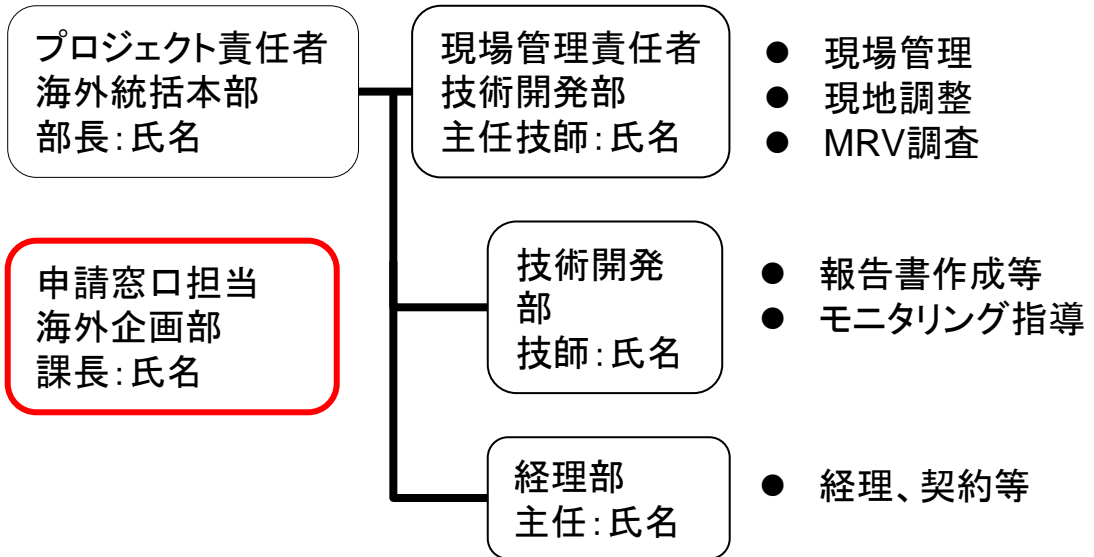 プロジェクト責任者
海外統括本部
部長:氏名
現場管理責任者
技術開発部
主任技師:氏名
● 現場管理
● 現地調整
● MRV調査
申請窓口担当
海外企画部
課長:氏名
技術開発
部
技師:氏名
● 報告書作成等
● モニタリング指導
経理部
主任:氏名
● 経理、契約等